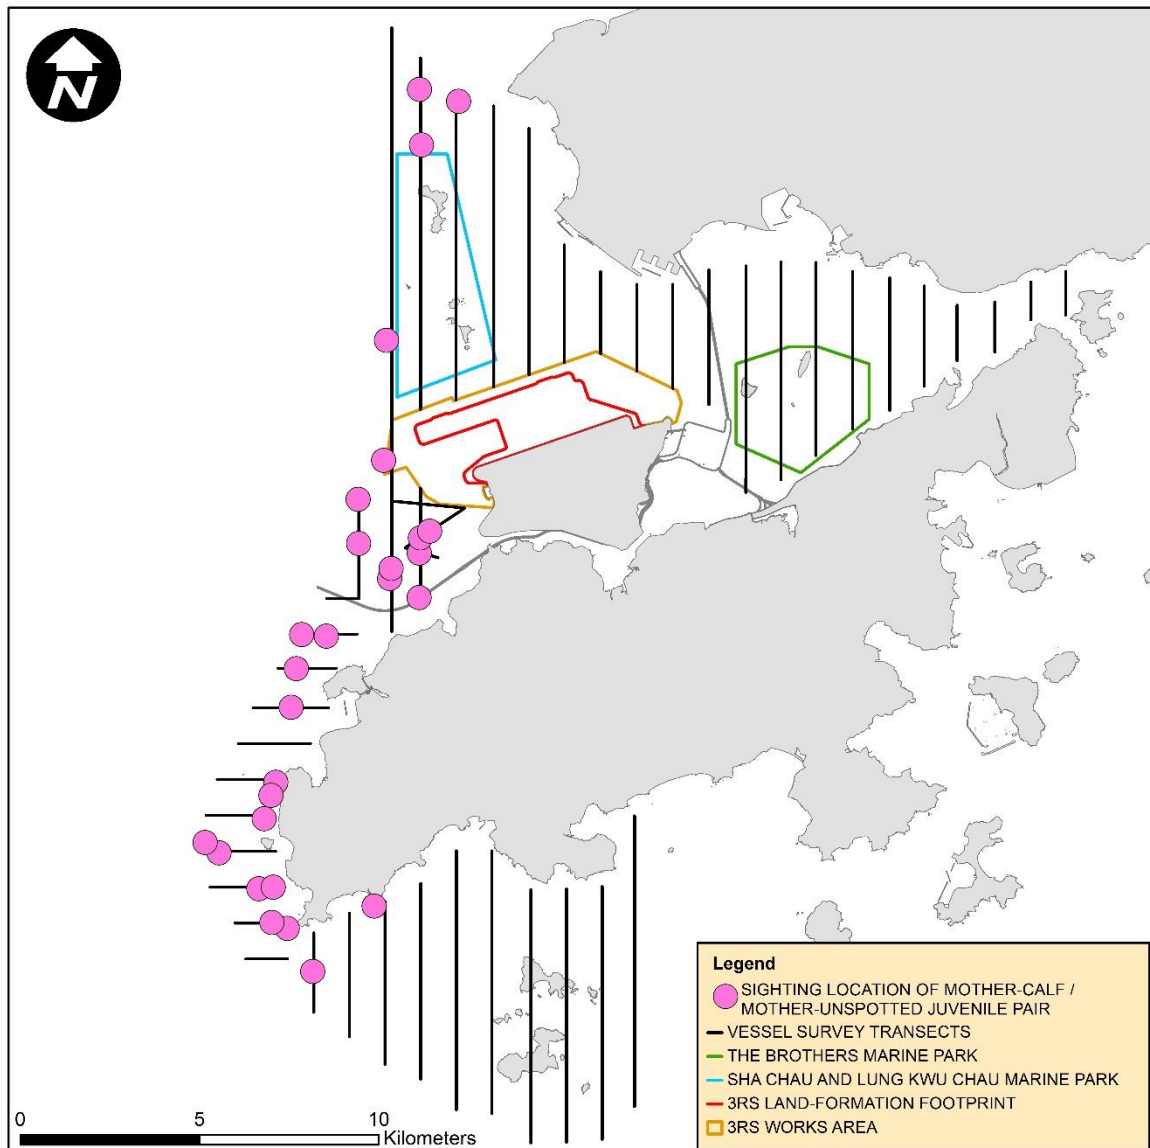 N
Legend
SIGHTING LOCATION OF MOTHER-CALF /
MOTHER-UNSPOTTED JUVENILE PAIR
VESSEL SURVEY TRANSECTS
THE BROTHERS MARINE PARK
SHA CHAU AND LUNG KWU CHAU MARINE PARK
3RS LAND-FORMATION FOOTPRINT
3RS WORKS AREA
0 5 10
Kilometers